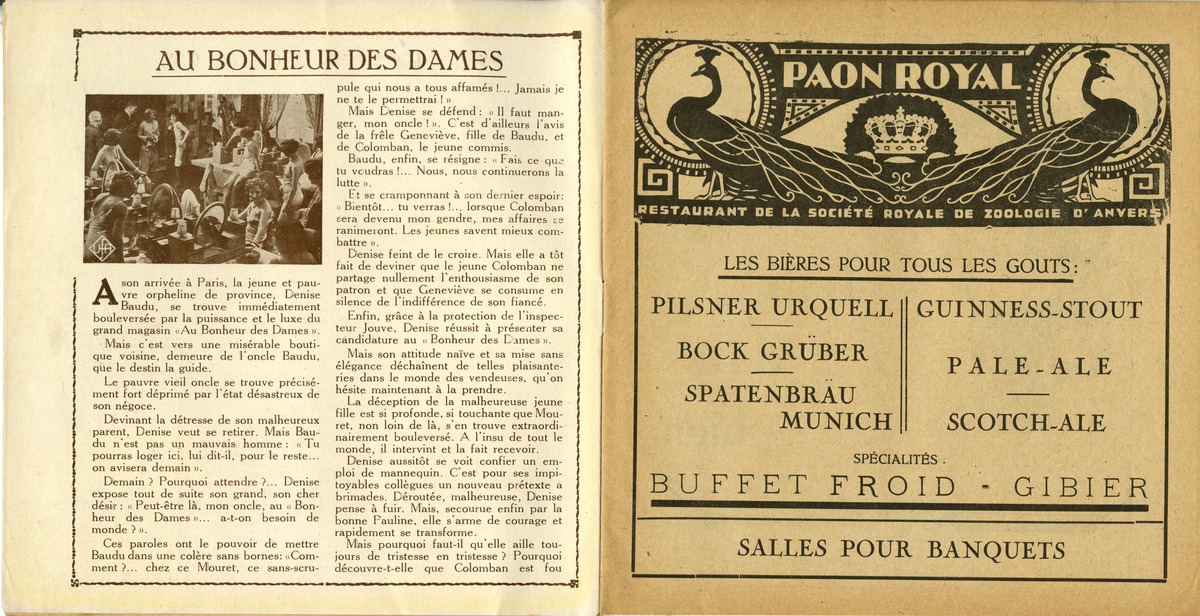 AU BONHEUR DES DAMES
UFA
A son arrivée à Paris, la jeune et pau-
vre orpheline de province, Denise
Baudu, se trouve immédiatement
bouleversée par la puissance et le luxe du
grand magasin «Au Bonheur des Dames ».
Mais c'est vers une misérable bouti-
que voisine, demeure de l'oncle Baudu,
que le destin la guide.
Le pauvre vieil oncle se trouve précisé-
ment fort déprimé par l'état désastreux de
son négoce.
Devinant la détresse de son malheureux
parent, Denise veut se retirer. Mais Bau-
du n'est pas un mauvais homme : « Tu
pourras loger ici, lui dit-il, pour le reste...
on avisera demain ».
Demain ? Pourquoi attendre ?... Denise
expose tout de suite son grand, son cher
désir : « Peut-être là, mon oncle, au « Bon-
heur des Dames »... a-t-on besoin de
monde ? ».
Ces paroles ont le pouvoir de mettre
Baudu dans une colère sans bornes: «Com-
ment ?... chez ce Mouret, ce sans-scru-
pule qui nous a tous affamés !... Jamais je
ne te le permettrai ! »
Mais Denise se défend : « Il faut man-
ger, mon oncle ! ». C'est d'ailleurs l'avis
de la frêle Geneviève, fille de Baudu, et
de Colomban, le jeune commis.
Baudu, enfin, se résigne : « Fais ce que
tu voudras !... Nous, nous continuerons la
lutte ».
Et se cramponnant à son dernier espoir:
« Bientôt... tu verras !... lorsque Colomban
sera devenu mon gendre, mes affaires se
ranimeront. Les jeunes savent mieux com-
battre ».
Denise feint de le croire. Mais elle a tôt
fait de deviner que le jeune Colomban ne
partage nullement l'enthousiasme de son
patron et que Geneviève se consume en
silence de l'indifférence de son fiancé.
Enfin, grâce à la protection de l'inspec-
teur Jouve, Denise réussit à présenter sa
candidature au « Bonheur des Dames ».
Mais son attitude naïve et sa mise sans
élégance déchaînent de telles plaisante-
ries dans le monde des vendeuses, qu'on
hésite maintenant à la prendre.
La déception de la malheureuse jeune
fille est si profonde, si touchante que Mou-
ret, non loin de là, s'en trouve extraordi-
nairement bouleversé. A l'insu de tout le
monde, il intervint et la fait recevoir.
Denise aussitôt se voit confier un em-
ploi de mannequin. C'est pour ses impi-
toyables collègues un nouveau prétexte à
brimades. Déroutée, malheureuse, Denise
pense à fuir. Mais, secourue enfin par la
bonne Pauline, elle s'arme de courage et
rapidement se transforme.
Mais pourquoi faut-il qu'elle aille tou-
jours de tristesse en tristesse ? Pourquoi
découvre-t-elle que Colomban est fou
PAON ROYAL
RESTAURANT DE LA SOCIÉTÉ ROYALE DE ZOOLOGIE D'ANVERS
LES BIÈRES POUR TOUS LES GOUTS:
PILSNER URQUELL
BOCK GRÜBER
SPATENBRÄU
MUNICH
GUINNESS-STOUT
PALE-ALE
SCOTCH-ALE
SPÉCIALITÉS.
BUFFET FROID - GIBIER
SALLES POUR BANQUETS